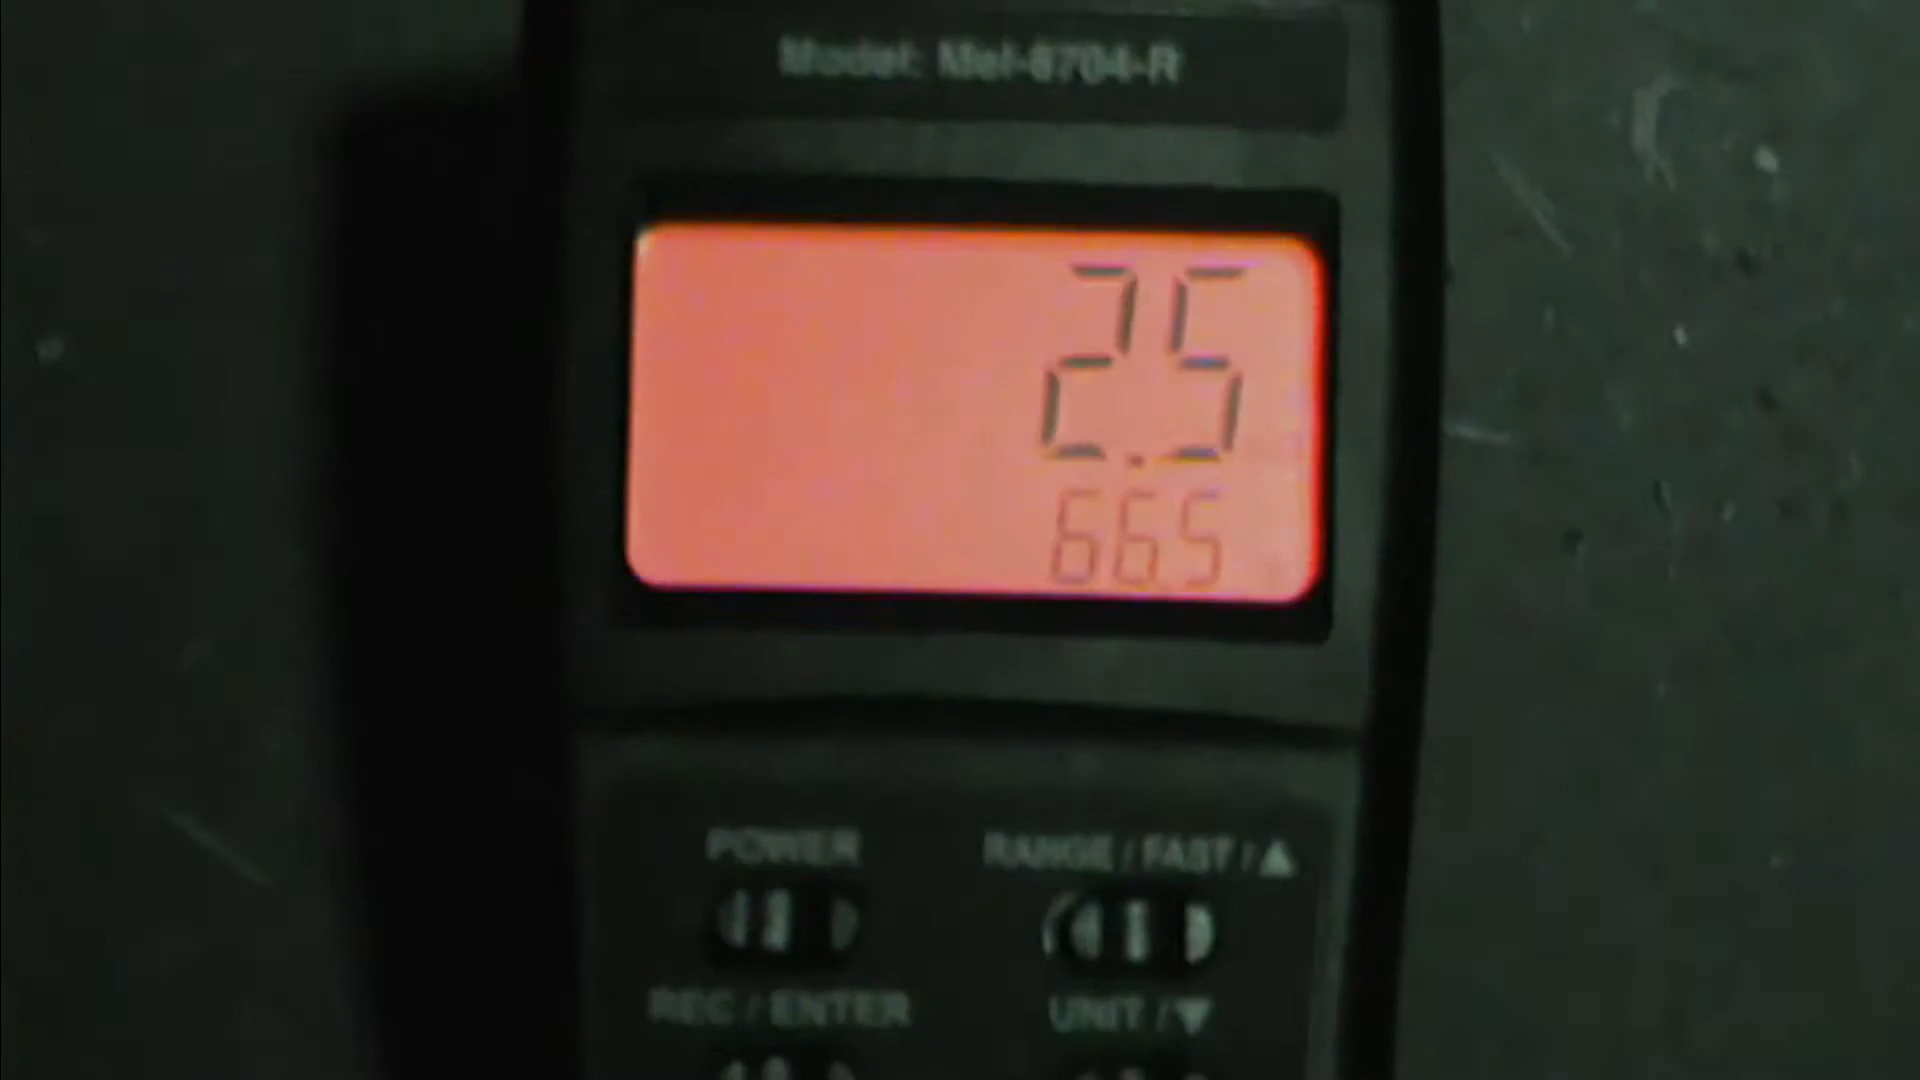 Model: Mel-8704-R
2.5
66.5
POWER
RANGE / FAST / ▲
REC / ENTER
UNIT / ▼